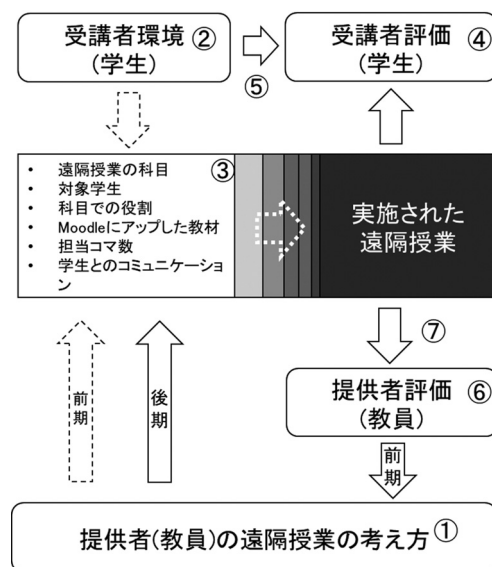 受講者環境②
(学生)
⑤
受講者評価④
(学生)
③
• 遠隔授業の科目
• 対象学生
• 科目での役割
• Moodleにアップした教材
• 担当コマ数
• 学生とのコミュニケーショ
ン
実施された
遠隔授業
⑦
前期
後期
提供者評価⑥
(教員)
前期
提供者(教員)の遠隔授業の考え方①